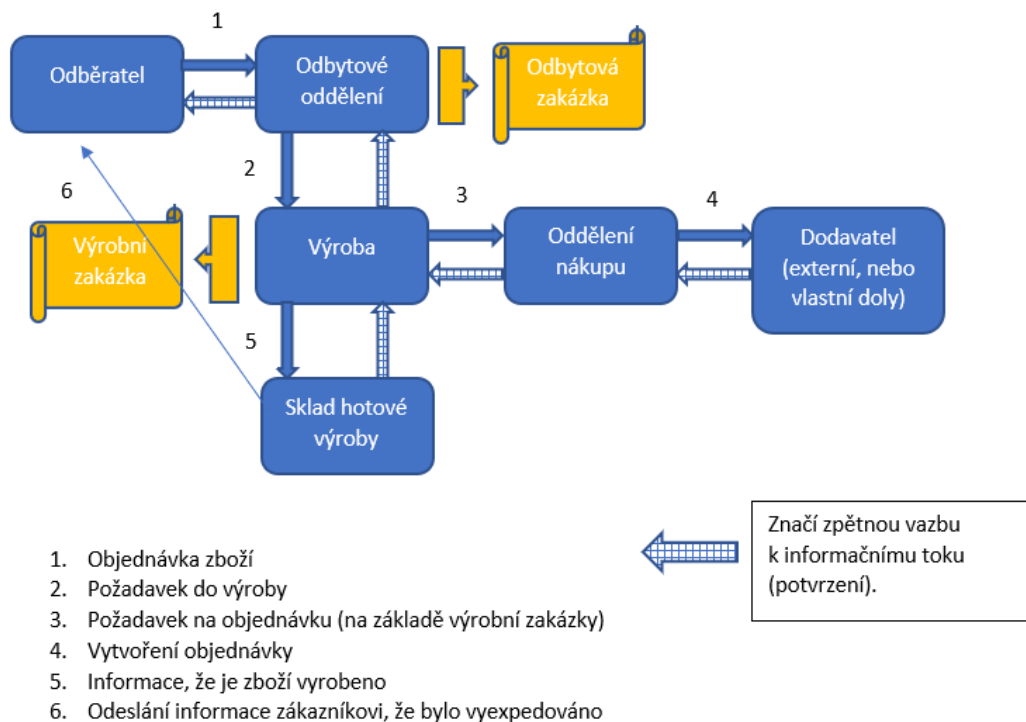 1
Odběratel
Odbytové
oddělení
Odbytová
zakázka
2
6
3
4
Výrobní
zakázka
Výroba
Oddělení
nákupu
Dodavatel
(externí, nebo
vlastní doly)
5
Sklad hotové
výroby
Značí zpětnou vazbu
k informačnímu toku
(potvrzení).
1. Objednávka zboží
2. Požadavek do výroby
3. Požadavek na objednávku (na základě výrobní zakázky)
4. Vytvoření objednávky
5. Informace, že je zboží vyrobeno
6. Odeslání informace zákazníkovi, že bylo vyexpedováno